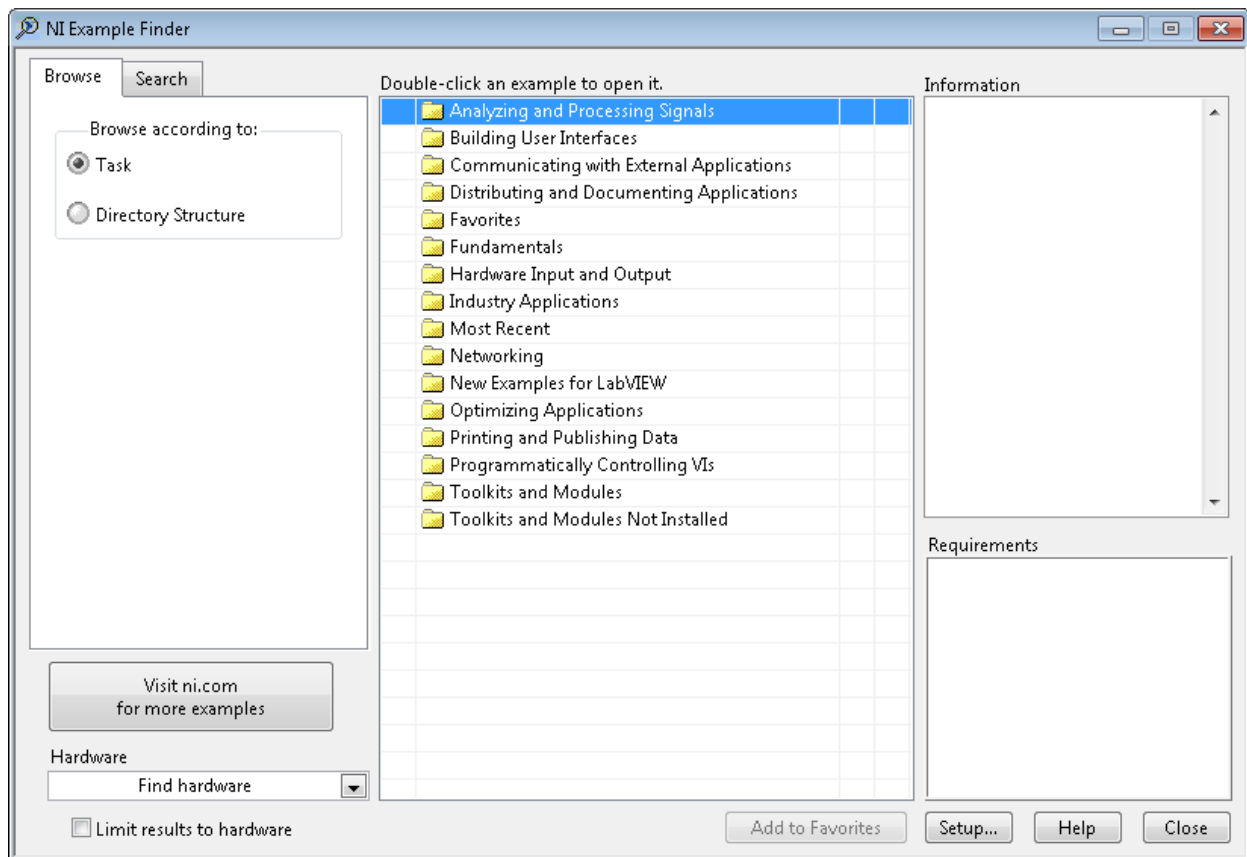 NI Example Finder
Browse
Search
Browse according to:
Task
Directory Structure
Visit ni.com
for more examples
Hardware
Find hardware
Limit results to hardware
Double-click an example to open it.
Analyzing and Processing Signals
Building User Interfaces
Communicating with External Applications
Distributing and Documenting Applications
Favorites
Fundamentals
Hardware Input and Output
Industry Applications
Most Recent
Networking
New Examples for LabVIEW
Optimizing Applications
Printing and Publishing Data
Programmatically Controlling VIs
Toolkits and Modules
Toolkits and Modules Not Installed
Information
Requirements
Add to Favorites
Setup...
Help
Close